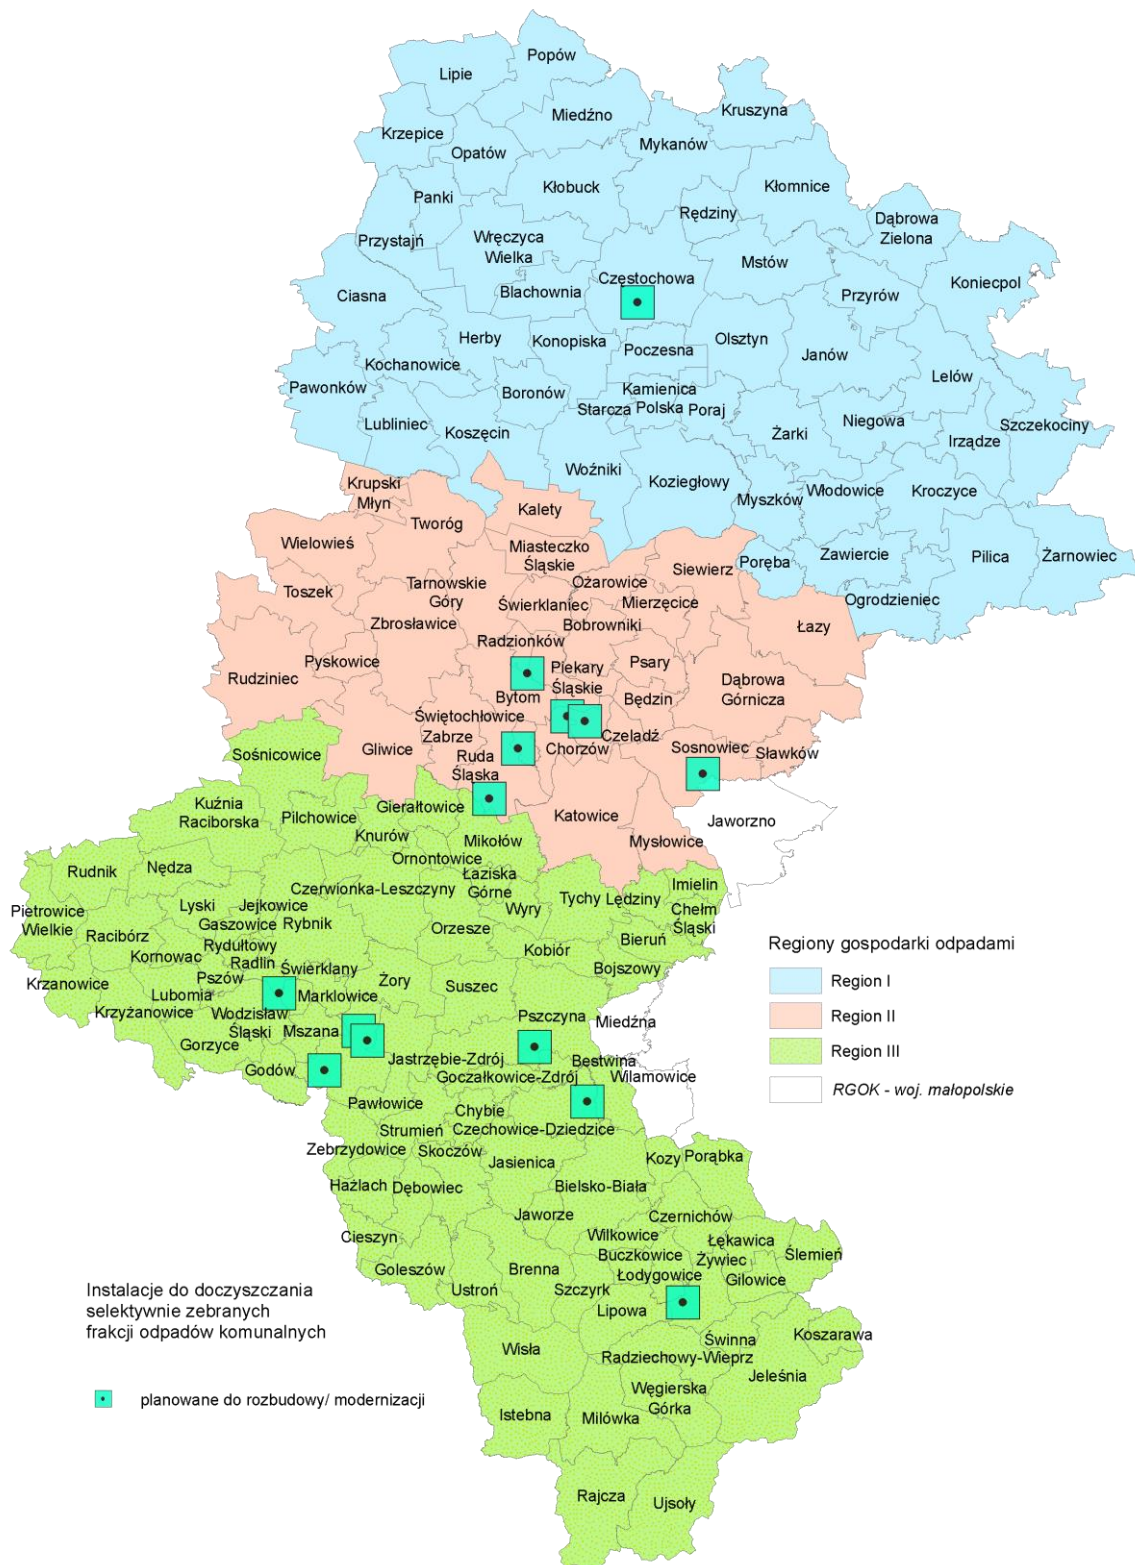 Popów
Lipie
Kruszyna
Miedźno
Krzepice
Mykanów
Opatów
Kłobuck
Kłomnice
Panki
Rędziny
Dąbrowa
Zielona
Przystajń
Wręczyca
Wielka
Mstów
Częstochowa
Koniecpol
Ciasna
Blachownia
Przyrów
Herby
Konopiska
Olsztyn
Poczesna
Janów
Kochanowice
Lelów
Pawonków
Boronów
Kamienica
Polska
Starcza
Poraj
Niegowa
Szczekociny
Lubliniec
Koszęcin
Żarki
Irządze
Woźniki
Koziegłowy
Krupski
Młyn
Myszków
Włodowice
Kroczyce
Kalety
Tworóg
Wielowieś
Miasteczko
Śląskie
Poręba
Zawiercie
Pilica
Żarnowiec
Siewierz
Ożarowice
Toszek
Tarnowskie
Góry
Świerklaniec
Mierzęcice
Ogrodzieniec
Zbrosławice
Bobrowniki
Łazy
Radzionków
Pyskowice
Psary
Rudziniec
Piekary
Śląskie
Dąbrowa
Górnicza
Bytom
Będzin
Świętochłowice
Zabrze
Czeladź
Gliwice
Chorzów
Sosnowiec
Sławków
Sośnicowice
Ruda
Śląska
Kuźnia
Raciborska
Pilchowice
Gierałtowice
Katowice
Jaworzno
Knurów
Mikołów
Mysłowice
Ornontowice
Rudnik
Nędza
Łaziska
Górne
Imielin
Czerwionka-Leszczyny
Tychy
Lędziny
Lyski
Jejkowice
Wyry
Chełm
Śląski
Pietrowice
Wielkie
Gaszowice
Rybnik
Orzesze
Racibórz
Bieruń
Regiony gospodarki odpadami
Kornowac
Rydułtowy
Radlin
Kobiór
Bojszowy
Region I
Krzanowice
Pszów
Świerklany
Żory
Suszec
Lubomia
Marklowice
Krzyżanowice
Wodzisław
Śląski
Pszczyna
Miedźna
Region II
Mszana
Gorzyce
Region III
Godów
Jastrzębie-Zdrój
Bestwina
Goczałkowice-Zdrój
Wilamowice
RGOK - woj. małopolskie
Pawłowice
Chybie
Strumień
Czechowice-Dziedzice
Zebrzydowice
Skoczów
Jasienica
Kozy
Porąbka
Hażlach
Dębowiec
Bielsko-Biała
Jaworze
Czernichów
Cieszyn
Wilkowice
Łękawica
Buczkowice
Żywiec
Ślemień
Goleszów
Brenna
Łodygowice
Gilowice
Ustroń
Szczyrk
Instalacje do doczyszczania
selektywnie zebranych
frakcji odpadów komunalnych
Lipowa
Świnna
Koszarawa
Wisła
Radziechowy-Wieprz
Jeleśnia
planowane do rozbudowy/ modernizacji
Węgierska
Górka
Istebna
Milówka
Rajcza
Ujsoły